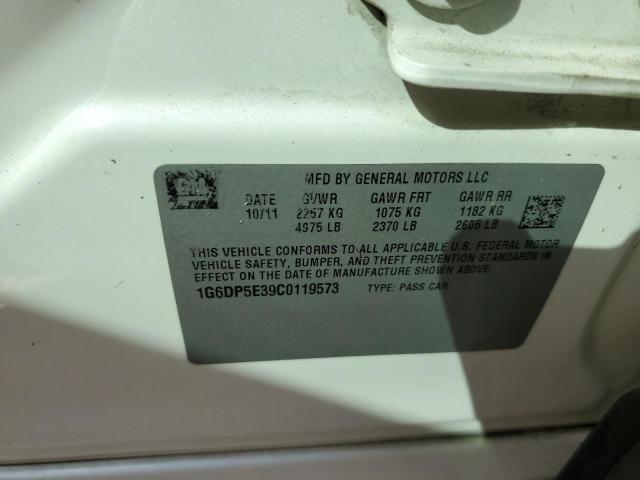 GM
MFD BY GENERAL MOTORS LLC
DATE GVWR GAWR FRT GAWR RR
10/11 2257 KG 1075 KG 1182 KG
4975 LB 2370 LB 2605 LB
THIS VEHICLE CONFORMS TO ALL APPLICABLE U.S. FEDERAL MOTOR
VEHICLE SAFETY, BUMPER, AND THEFT PREVENTION STANDARDS IN
EFFECT ON THE DATE OF MANUFACTURE SHOWN ABOVE.
1G6DP5E39C0119573 TYPE: PASS CAR